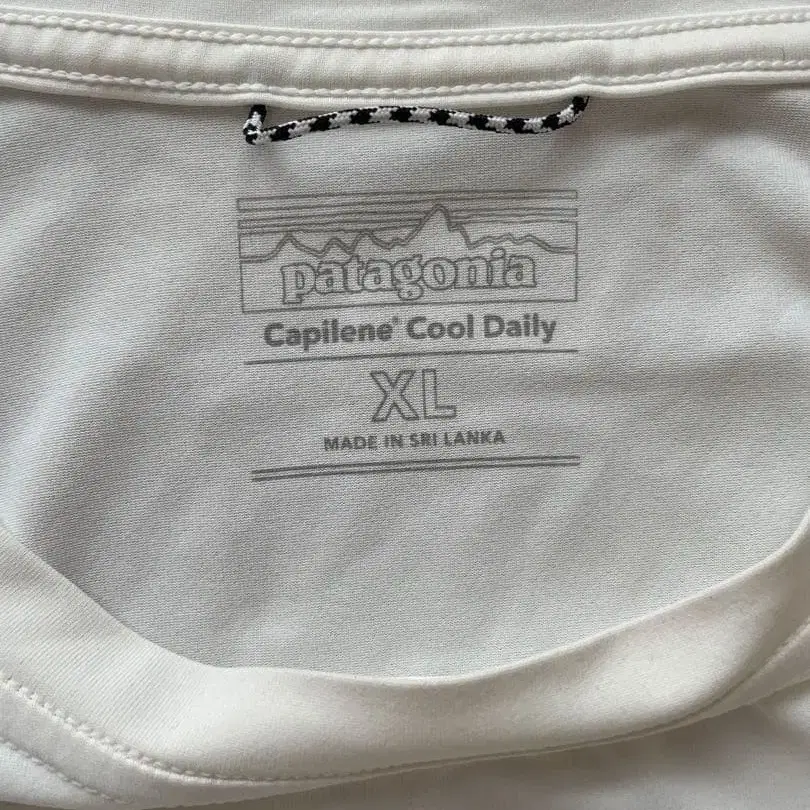 patagonia
Capilene® Cool Daily
XL
MADE IN SRI LANKA